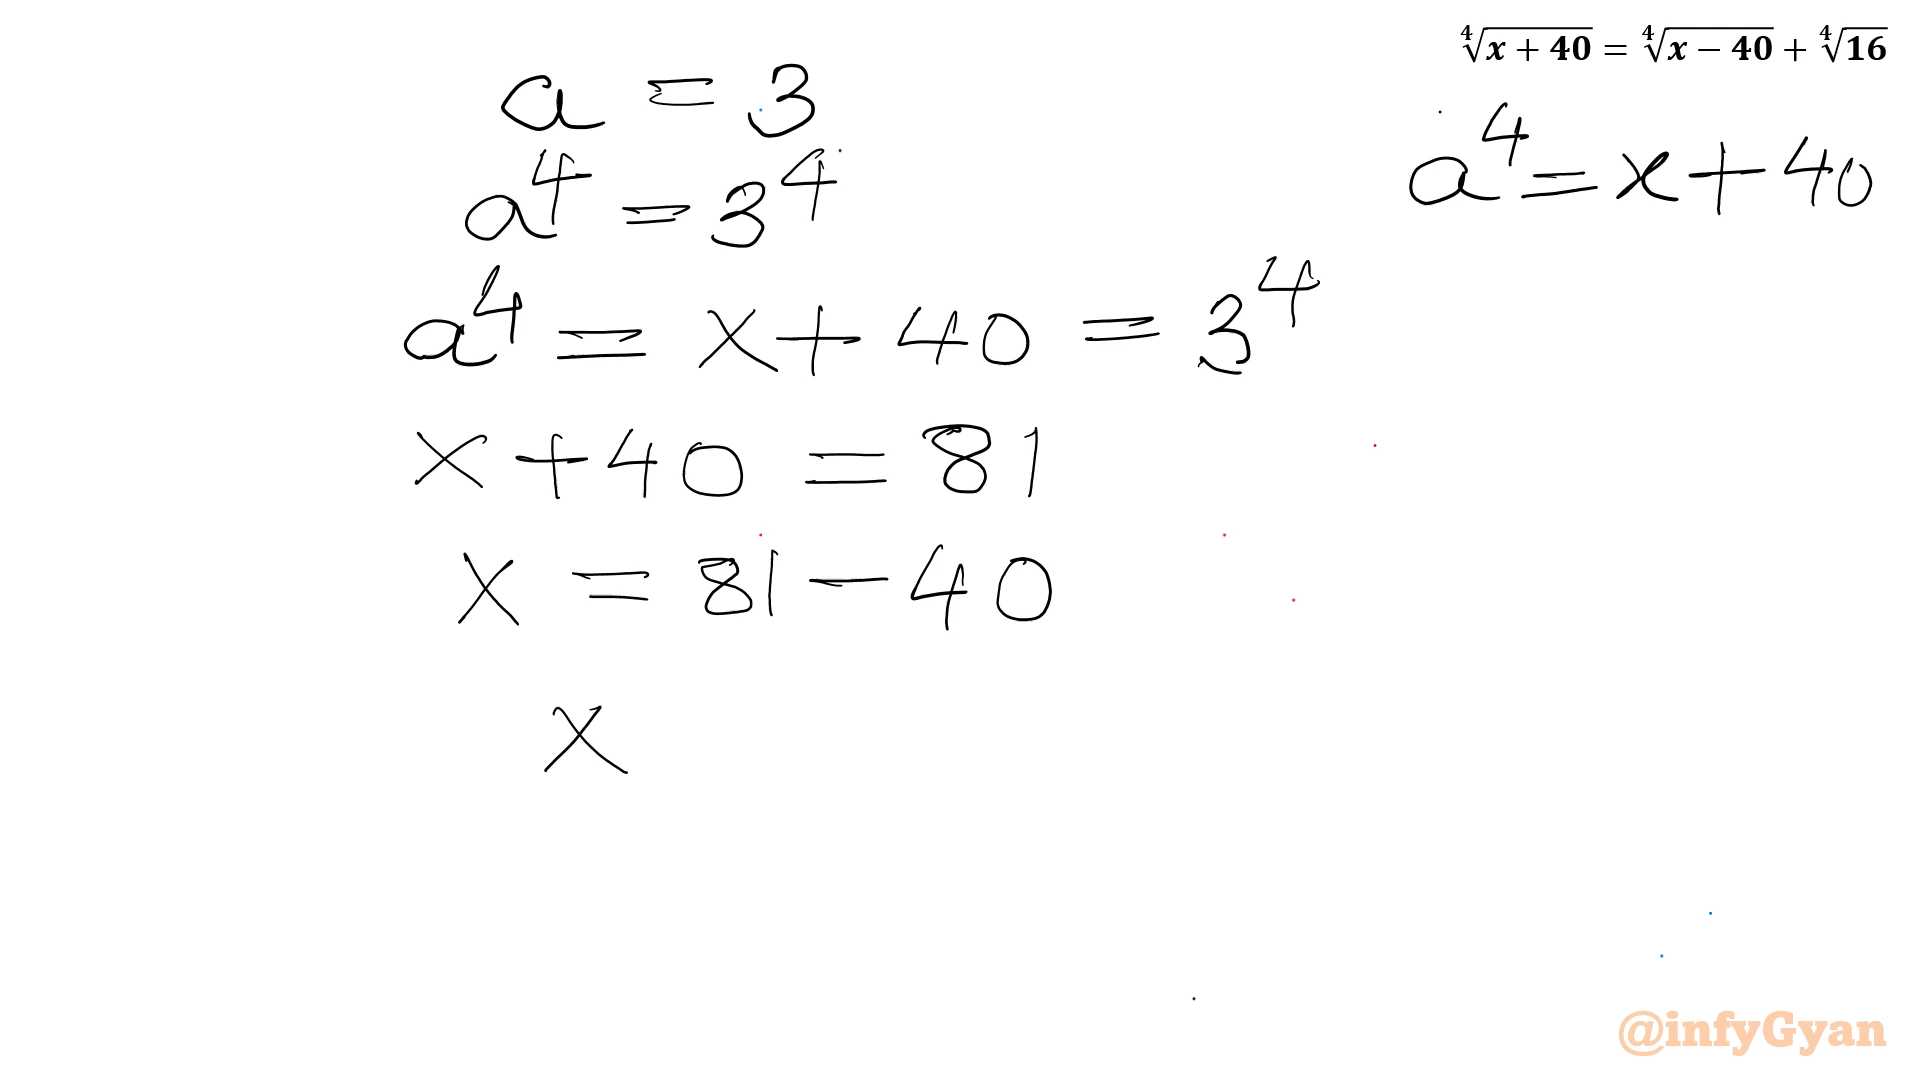 ∜(x + 40) = ∜(x − 40) + ∜16
a = 3
a⁴ = x + 40
a⁴ = 3⁴
a⁴ = x + 40 = 3⁴
x + 40 = 81
x = 81 − 40
x
@infyGyan